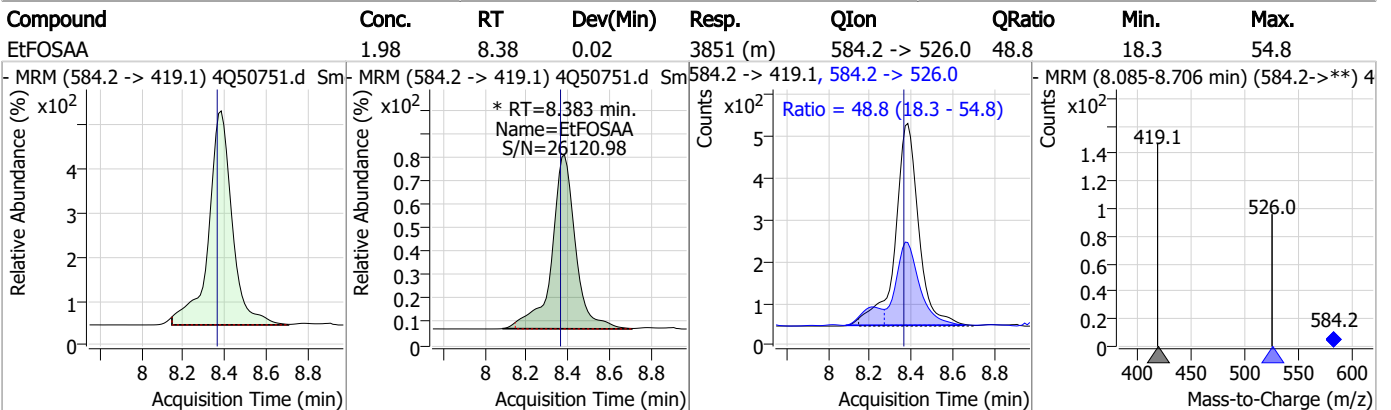 Compound Conc. RT Dev(Min) Resp. QIon QRatio Min. Max.
EtFOSAA 1.98 8.38 0.02 3851 (m) 584.2 -> 526.0 48.8 18.3 54.8
- MRM (584.2 -> 419.1) 4Q50751.d Sm
Relative Abundance (%)
x10²
4
3
2
1
0
8 8.2 8.4 8.6 8.8
Acquisition Time (min)
- MRM (584.2 -> 419.1) 4Q50751.d Sm
Relative Abundance (%)
x10²
* RT=8.383 min.
Name=EtFOSAA
S/N=26120.98
0.8
0.7
0.6
0.5
0.4
0.3
0.2
0.1
0
8 8.2 8.4 8.6 8.8
Acquisition Time (min)
584.2 -> 419.1, 584.2 -> 526.0
Counts
x10²
Ratio = 48.8 (18.3 - 54.8)
5
4
3
2
1
0
8 8.2 8.4 8.6 8.8
Acquisition Time (min)
- MRM (8.085-8.706 min) (584.2->**) 4
Counts
x10²
419.1
1.4
1.2
1
526.0
0.8
0.6
0.4
0.2
584.2
0
400 450 500 550 600
Mass-to-Charge (m/z)